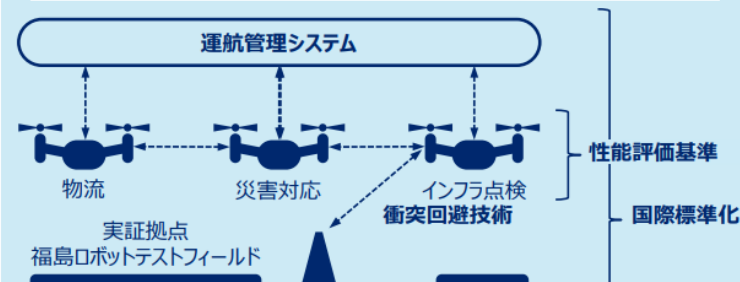 運航管理システム
性能評価基準
物流
災害対応
インフラ点検
衝突回避技術
国際標準化
実証拠点
福島ロボットテストフィールド